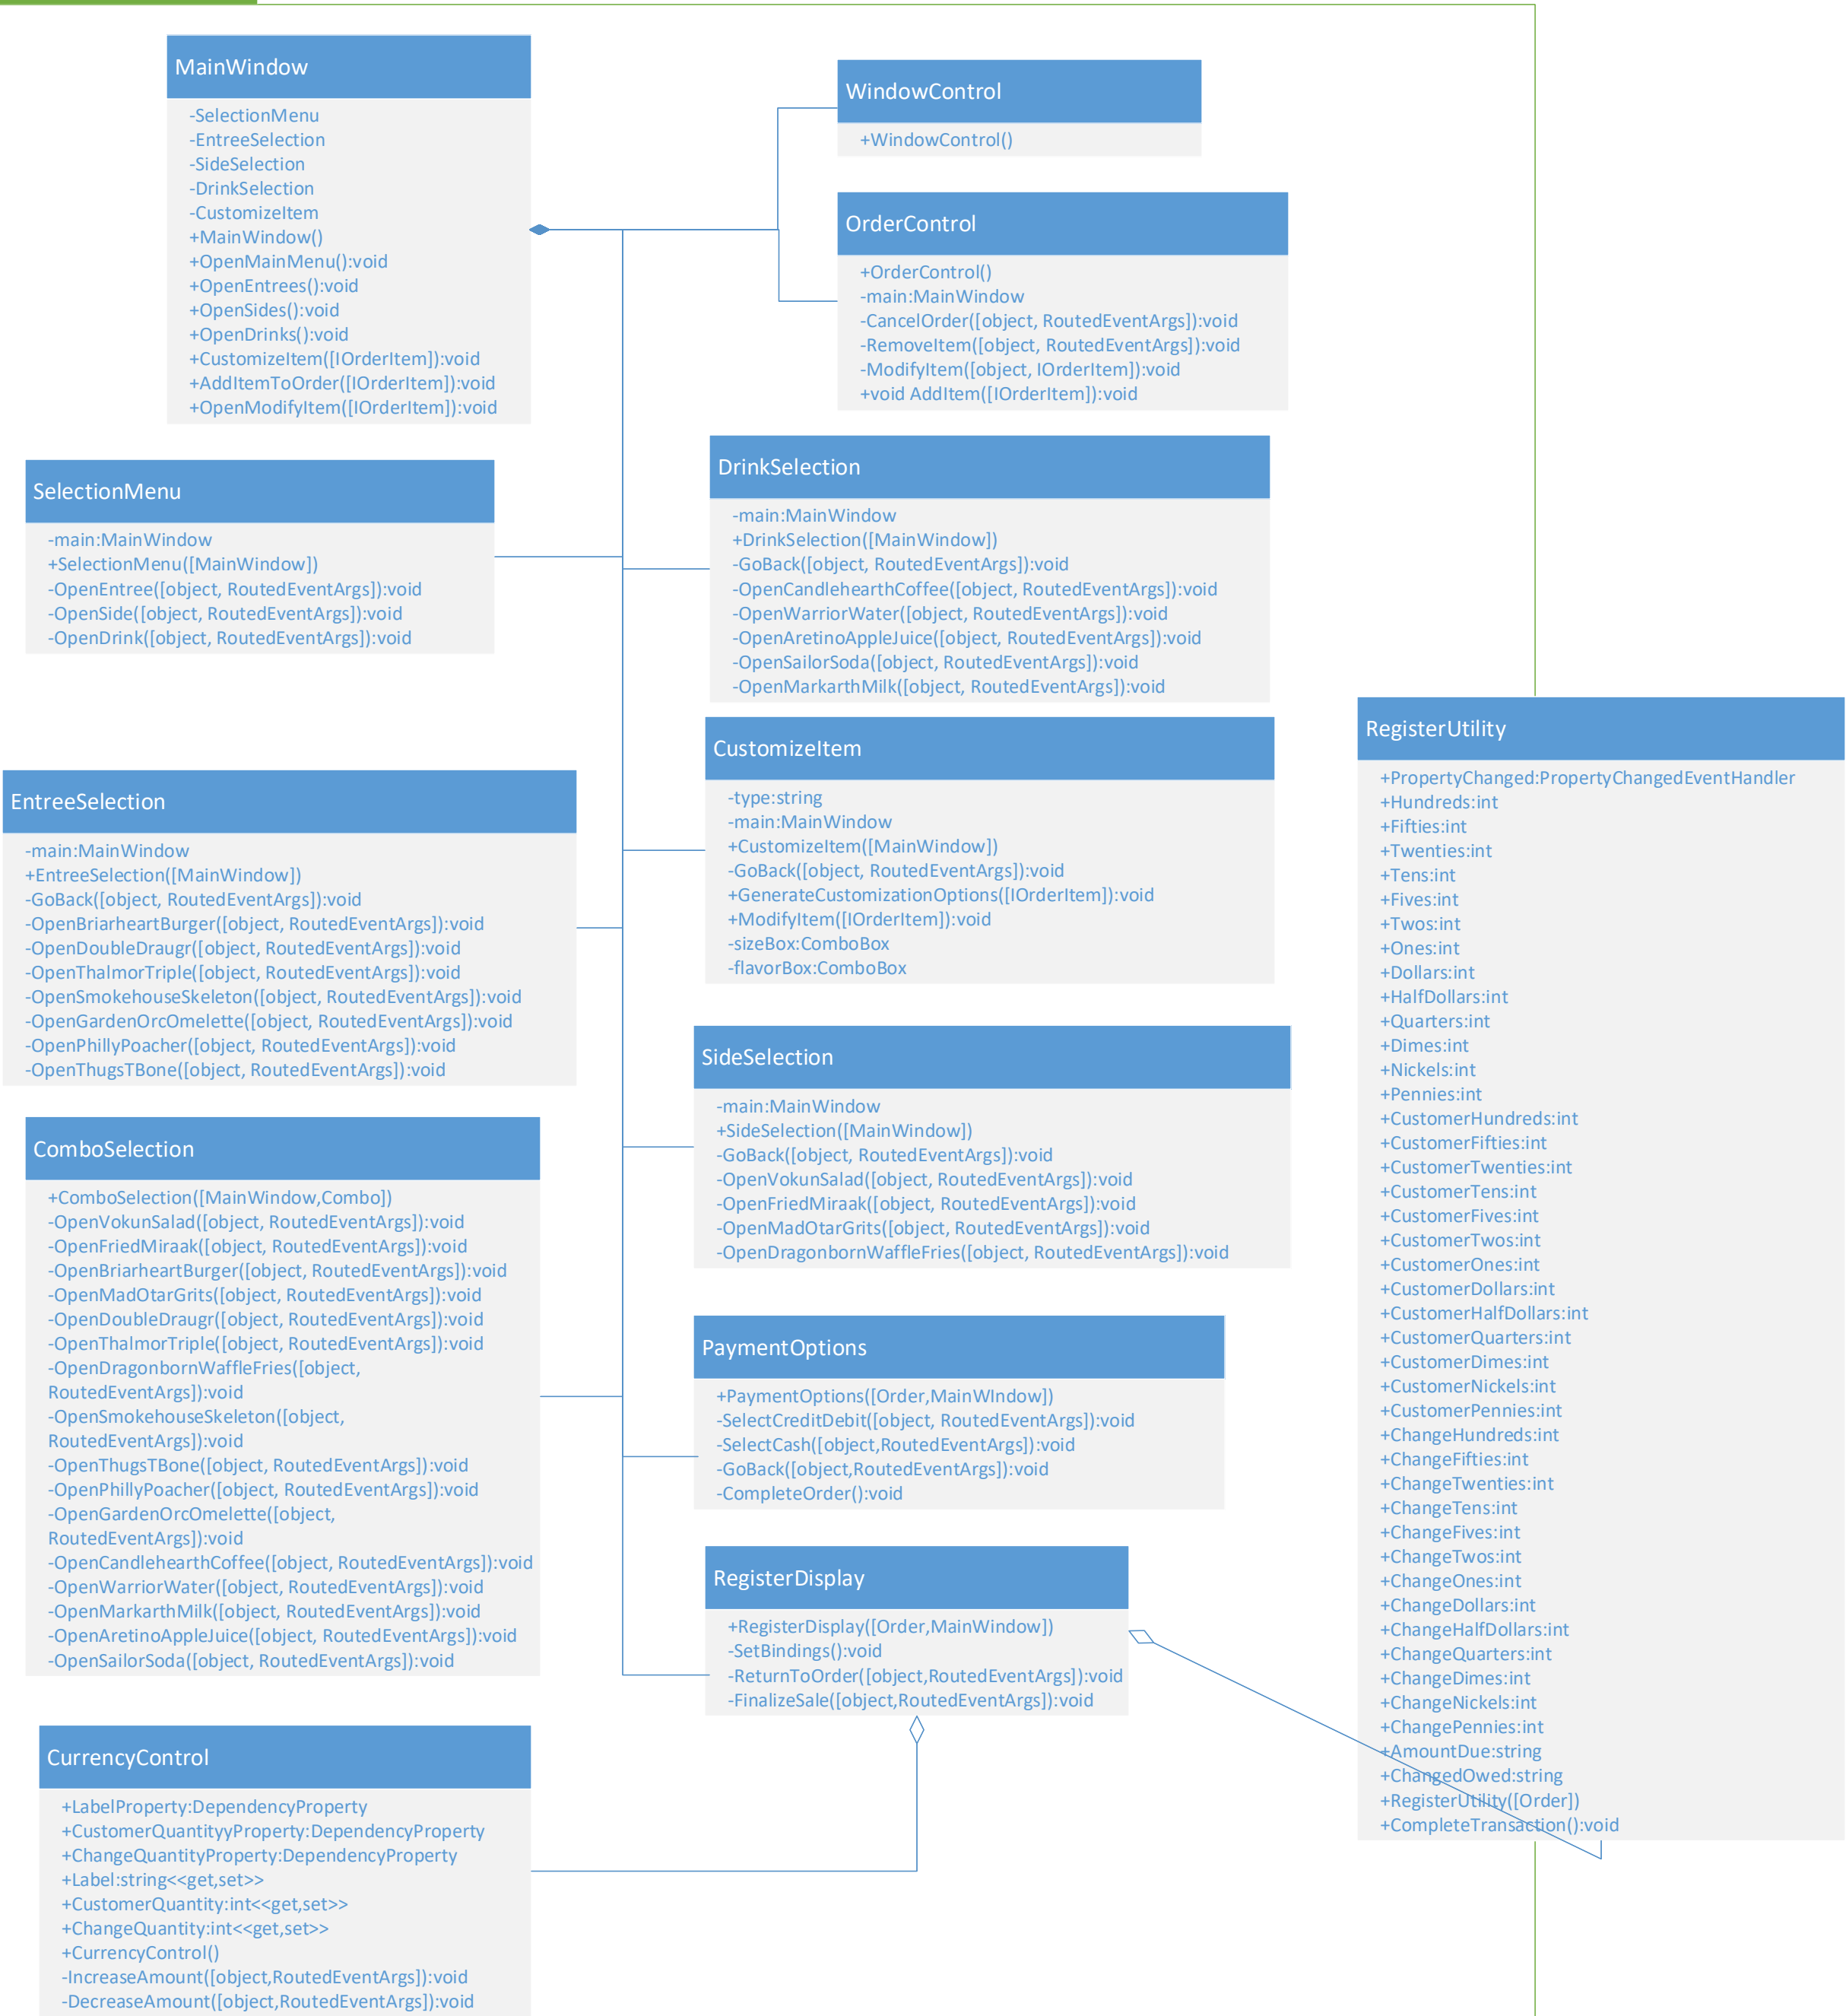 MainWindow
-SelectionMenu
-EntreeSelection
-SideSelection
-DrinkSelection
-CustomizeItem
+MainWindow()
+OpenMainMenu():void
+OpenEntrees():void
+OpenSides():void
+OpenDrinks():void
+CustomizeItem([IOrderItem]):void
+AddItemToOrder([IOrderItem]):void
+OpenModifyItem([IOrderItem]):void
WindowControl
+WindowControl()
OrderControl
+OrderControl()
-main:MainWindow
-CancelOrder([object, RoutedEventArgs]):void
-RemoveItem([object, RoutedEventArgs]):void
-ModifyItem([object, IOrderItem]):void
+void AddItem([IOrderItem]):void
SelectionMenu
-main:MainWindow
+SelectionMenu([MainWindow])
-OpenEntree([object, RoutedEventArgs]):void
-OpenSide([object, RoutedEventArgs]):void
-OpenDrink([object, RoutedEventArgs]):void
DrinkSelection
-main:MainWindow
+DrinkSelection([MainWindow])
-GoBack([object, RoutedEventArgs]):void
-OpenCandlehearthCoffee([object, RoutedEventArgs]):void
-OpenWarriorWater([object, RoutedEventArgs]):void
-OpenAretinoAppleJuice([object, RoutedEventArgs]):void
-OpenSailorSoda([object, RoutedEventArgs]):void
-OpenMarkarthMilk([object, RoutedEventArgs]):void
CustomizeItem
-type:string
-main:MainWindow
+CustomizeItem([MainWindow])
-GoBack([object, RoutedEventArgs]):void
+GenerateCustomizationOptions([IOrderItem]):void
+ModifyItem([IOrderItem]):void
-sizeBox:ComboBox
-flavorBox:ComboBox
EntreeSelection
-main:MainWindow
+EntreeSelection([MainWindow])
-GoBack([object, RoutedEventArgs]):void
-OpenBriarheartBurger([object, RoutedEventArgs]):void
-OpenDoubleDraugr([object, RoutedEventArgs]):void
-OpenThalmorTriple([object, RoutedEventArgs]):void
-OpenSmokehouseSkeleton([object, RoutedEventArgs]):void
-OpenGardenOrcOmelette([object, RoutedEventArgs]):void
-OpenPhillyPoacher([object, RoutedEventArgs]):void
-OpenThugsTBone([object, RoutedEventArgs]):void
SideSelection
-main:MainWindow
+SideSelection([MainWindow])
-GoBack([object, RoutedEventArgs]):void
-OpenVokunSalad([object, RoutedEventArgs]):void
-OpenFriedMiraak([object, RoutedEventArgs]):void
-OpenMadOtarGrits([object, RoutedEventArgs]):void
-OpenDragonbornWaffleFries([object, RoutedEventArgs]):void
ComboSelection
+ComboSelection([MainWindow,Combo])
-OpenVokunSalad([object, RoutedEventArgs]):void
-OpenFriedMiraak([object, RoutedEventArgs]):void
-OpenBriarheartBurger([object, RoutedEventArgs]):void
-OpenMadOtarGrits([object, RoutedEventArgs]):void
-OpenDoubleDraugr([object, RoutedEventArgs]):void
-OpenThalmorTriple([object, RoutedEventArgs]):void
-OpenDragonbornWaffleFries([object,
RoutedEventArgs]):void
-OpenSmokehouseSkeleton([object,
RoutedEventArgs]):void
-OpenThugsTBone([object, RoutedEventArgs]):void
-OpenPhillyPoacher([object, RoutedEventArgs]):void
-OpenGardenOrcOmelette([object,
RoutedEventArgs]):void
-OpenCandlehearthCoffee([object, RoutedEventArgs]):void
-OpenWarriorWater([object, RoutedEventArgs]):void
-OpenMarkarthMilk([object, RoutedEventArgs]):void
-OpenAretinoAppleJuice([object, RoutedEventArgs]):void
-OpenSailorSoda([object, RoutedEventArgs]):void
PaymentOptions
+PaymentOptions([Order,MainWIndow])
-SelectCreditDebit([object, RoutedEventArgs]):void
-SelectCash([object,RoutedEventArgs]):void
-GoBack([object,RoutedEventArgs]):void
-CompleteOrder():void
RegisterDisplay
+RegisterDisplay([Order,MainWindow])
-SetBindings():void
-ReturnToOrder([object,RoutedEventArgs]):void
-FinalizeSale([object,RoutedEventArgs]):void
CurrencyControl
+LabelProperty:DependencyProperty
+CustomerQuantityyProperty:DependencyProperty
+ChangeQuantityProperty:DependencyProperty
+Label:string<<get,set>>
+CustomerQuantity:int<<get,set>>
+ChangeQuantity:int<<get,set>>
+CurrencyControl()
-IncreaseAmount([object,RoutedEventArgs]):void
-DecreaseAmount([object,RoutedEventArgs]):void
RegisterUtility
+PropertyChanged:PropertyChangedEventHandler
+Hundreds:int
+Fifties:int
+Twenties:int
+Tens:int
+Fives:int
+Twos:int
+Ones:int
+Dollars:int
+HalfDollars:int
+Quarters:int
+Dimes:int
+Nickels:int
+Pennies:int
+CustomerHundreds:int
+CustomerFifties:int
+CustomerTwenties:int
+CustomerTens:int
+CustomerFives:int
+CustomerTwos:int
+CustomerOnes:int
+CustomerDollars:int
+CustomerHalfDollars:int
+CustomerQuarters:int
+CustomerDimes:int
+CustomerNickels:int
+CustomerPennies:int
+ChangeHundreds:int
+ChangeFifties:int
+ChangeTwenties:int
+ChangeTens:int
+ChangeFives:int
+ChangeTwos:int
+ChangeOnes:int
+ChangeDollars:int
+ChangeHalfDollars:int
+ChangeQuarters:int
+ChangeDimes:int
+ChangeNickels:int
+ChangePennies:int
+AmountDue:string
+ChangedOwed:string
+RegisterUtility([Order])
+CompleteTransaction():void